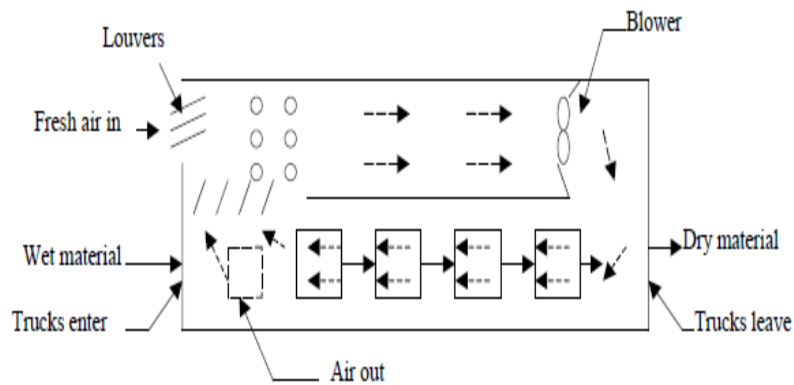 Blower
Louvers
Fresh air in
Wet material
Dry material
Trucks enter
Trucks leave
Air out